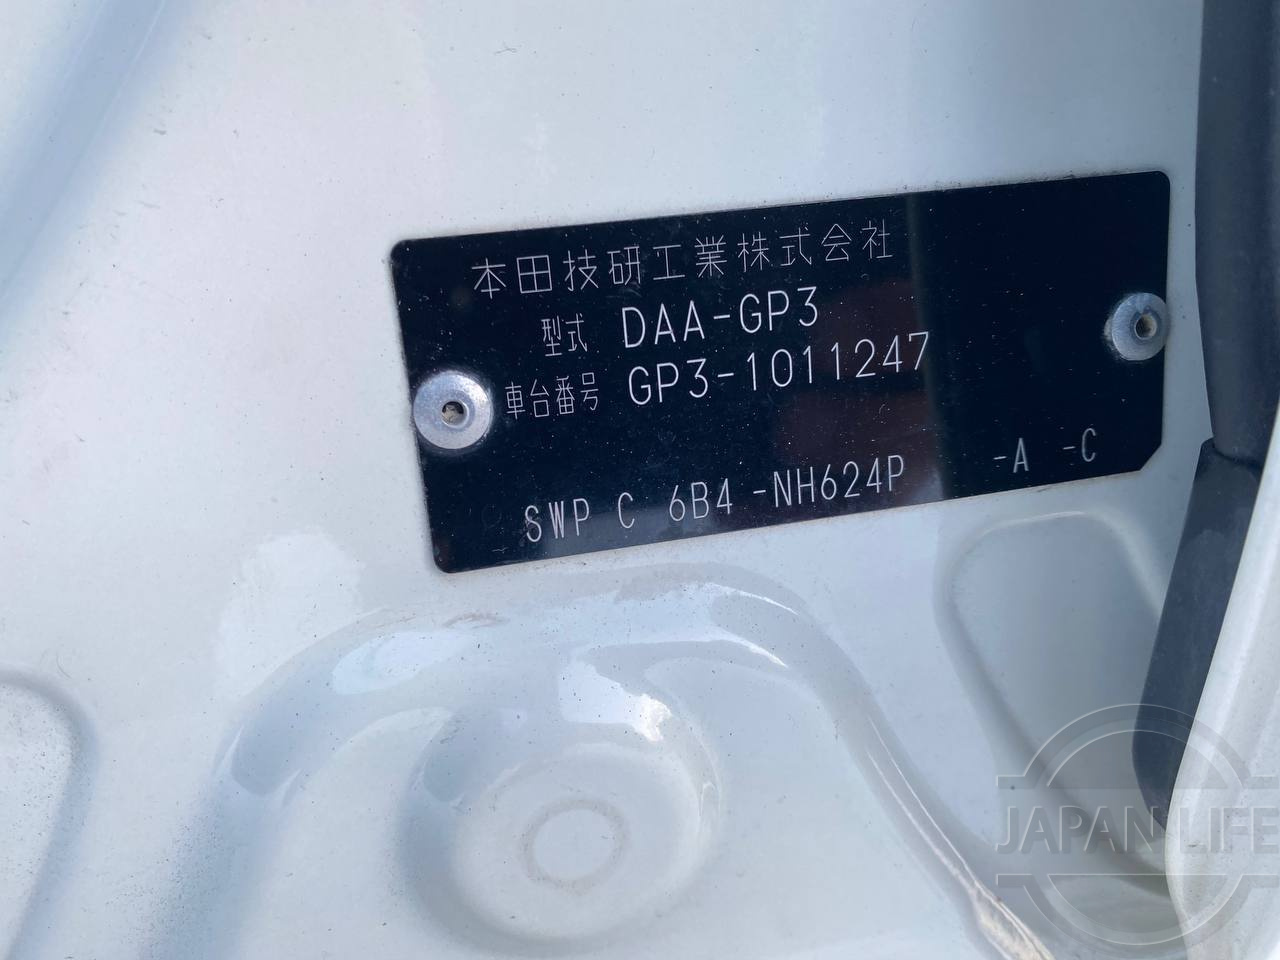 本田技研工業株式会社
型式 DAA-GP3
車台番号 GP3-1011247
SWP C 6B4 -NH624P -A -C
JAPAN LIFE